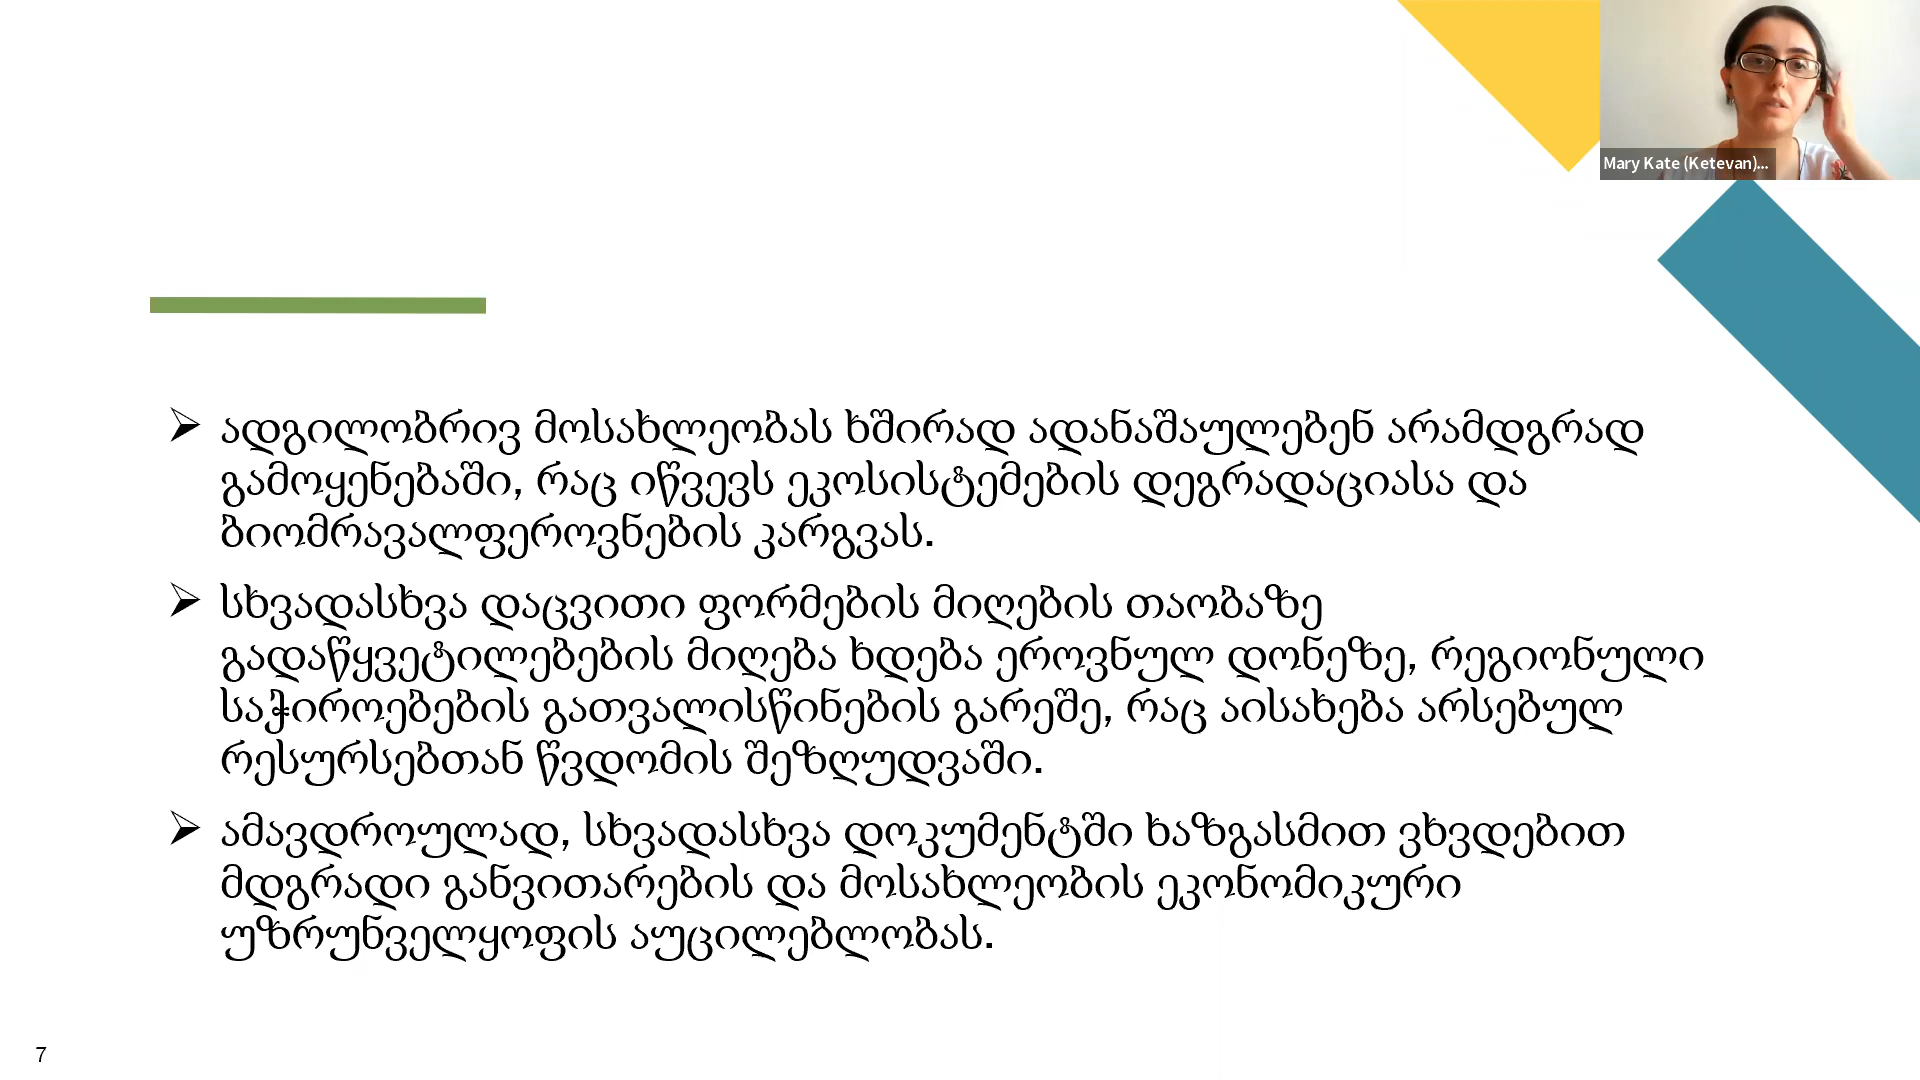 Mary Kate (Ketevan)...
ადგილობრივ მოსახლეობას ხშირად ადანაშაულებენ არამდგრად
გამოყენებაში, რაც იწვევს ეკოსისტემების დეგრადაციასა და
ბიომრავალფეროვნების კარგვას.
სხვადასხვა დაცვითი ფორმების მიღების თაობაზე
გადაწყვეტილებების მიღება ხდება ეროვნულ დონეზე, რეგიონული
საჭიროებების გათვალისწინების გარეშე, რაც აისახება არსებულ
რესურსებთან წვდომის შეზღუდვაში.
ამავდროულად, სხვადასხვა დოკუმენტში ხაზგასმით ვხვდებით
მდგრადი განვითარების და მოსახლეობის ეკონომიკური
უზრუნველყოფის აუცილებლობას.
7